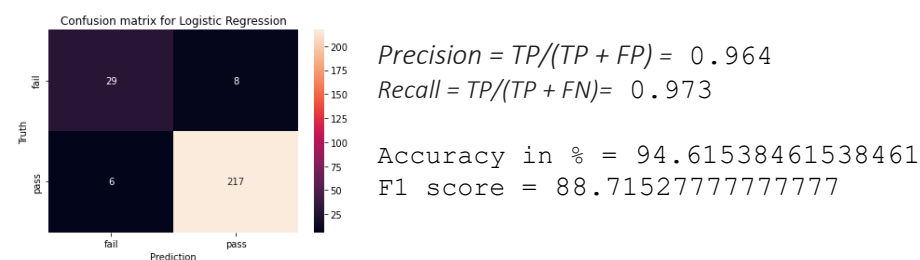 Confusion matrix for Logistic Regression
Truth
fail
29
8
pass
6
217
fail
pass
Prediction
200
175
150
125
100
75
50
25
Precision = TP/(TP + FP) = 0.964
Recall = TP/(TP + FN)= 0.973
Accuracy in % = 94.61538461538461
F1 score = 88.71527777777777